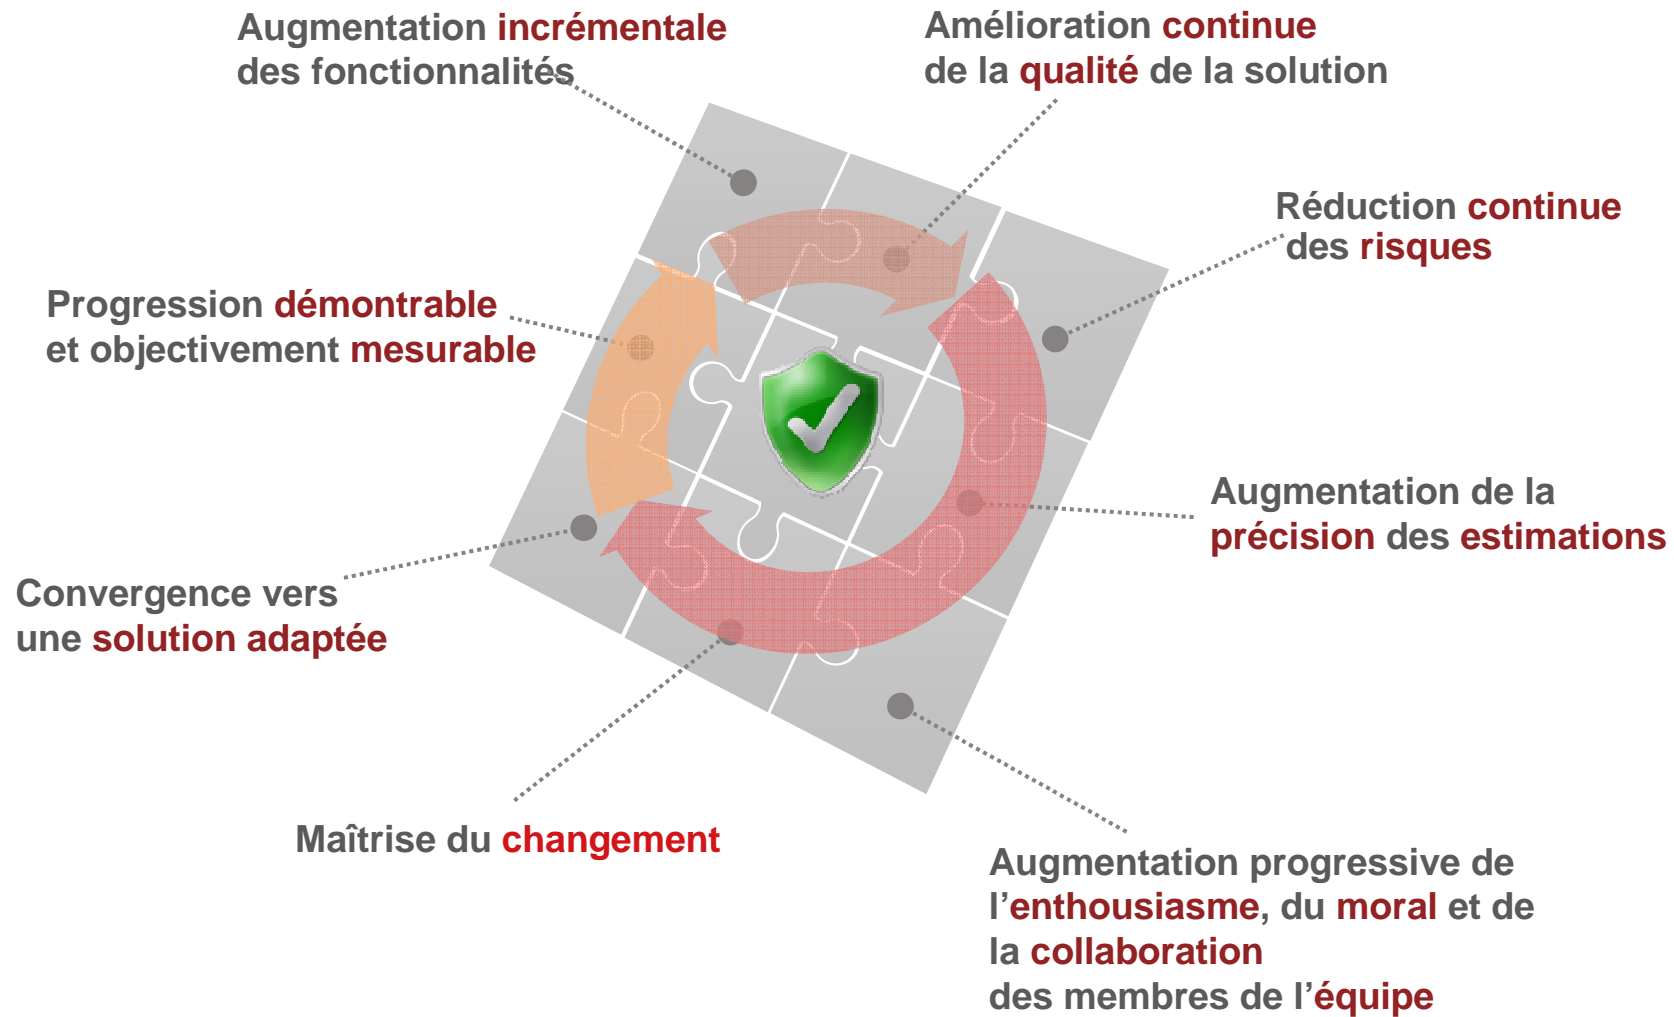 Augmentation incrémentale
des fonctionnalités
Amélioration continue
de la qualité de la solution
Réduction continue
des risques
Progression démontrable
et objectivement mesurable
Augmentation de la
précision des estimations
Convergence vers
une solution adaptée
Maîtrise du changement
Augmentation progressive de
l’enthousiasme, du moral et de
la collaboration
des membres de l’équipe